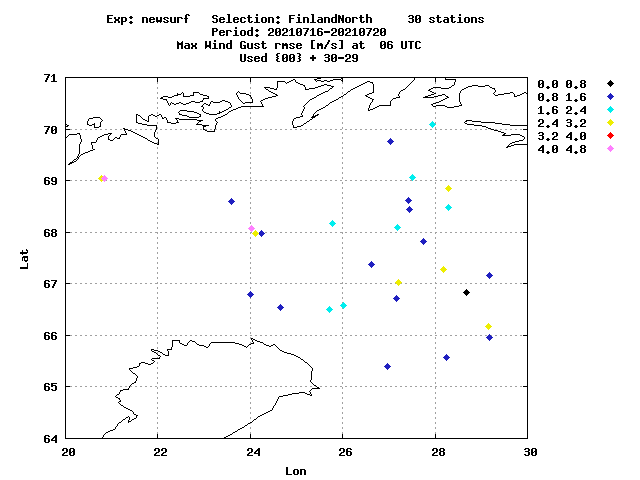 Exp: newsurf Selection: FinlandNorth 30 stations
Period: 20210716-20210720
Max Wind Gust rmse [m/s] at 06 UTC
Used {00} + 30-29
0.0 0.8
0.8 1.6
1.6 2.4
2.4 3.2
3.2 4.0
4.0 4.8
71
70
69
68
67
66
65
64
Lat
20 22 24 26 28 30
Lon